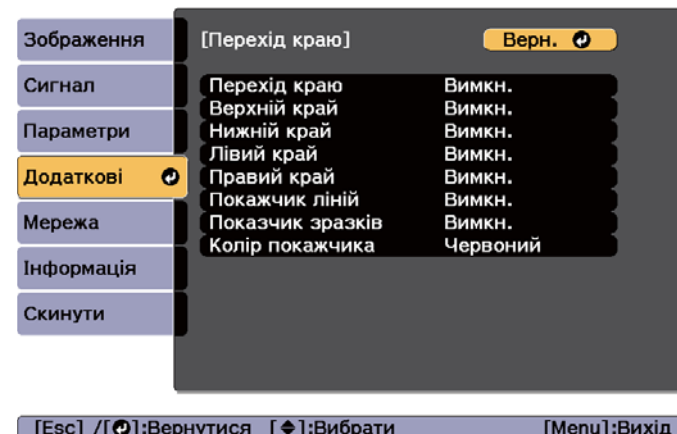 Зображення
Сигнал
Параметри
Додаткові
Мережа
Інформація
Скинути
[Перехід краю] Верн.
Перехід краю Вимкн.
Верхній край Вимкн.
Нижній край Вимкн.
Лівий край Вимкн.
Правий край Вимкн.
Покажчик ліній Вимкн.
Показчик зразків Вимкн.
Колір покажчика Червоний
[Esc] /[ ]:Вернутися [ ]:Вибрати [Menu]:Вихід